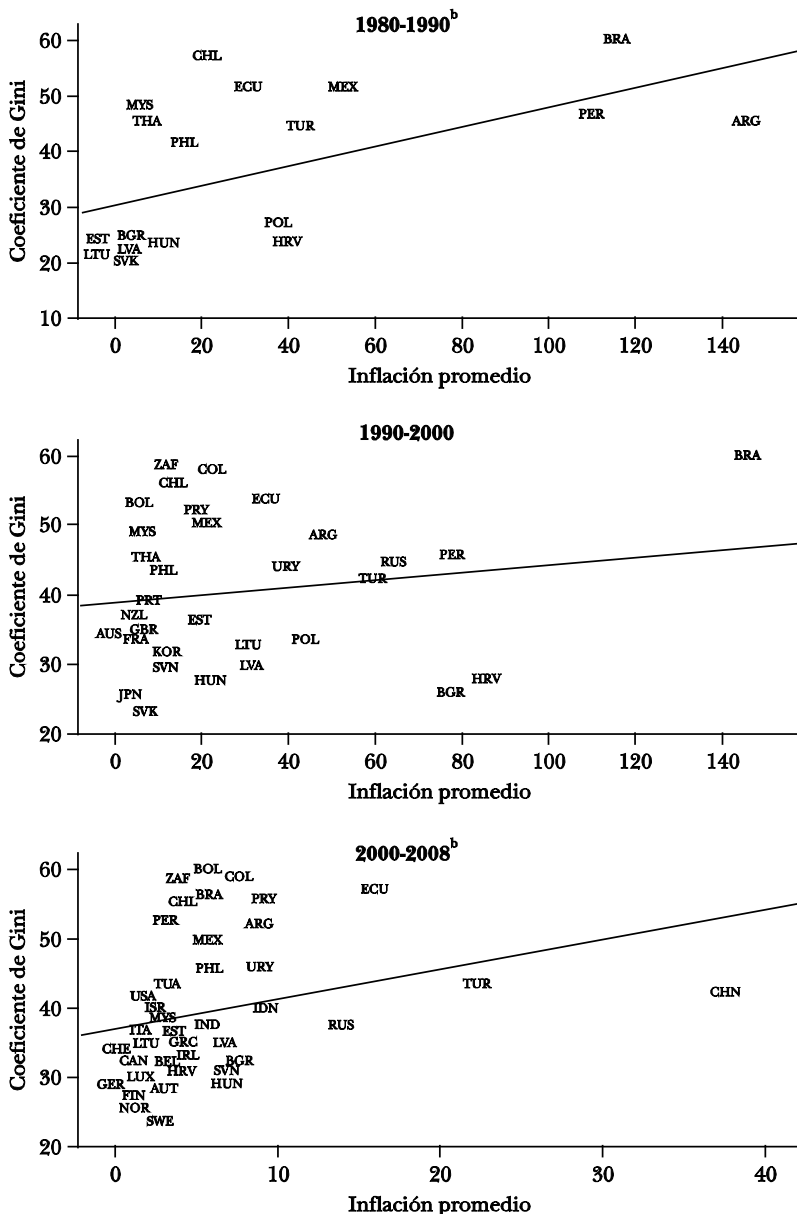 1980-1990b
Coeficiente de Gini
60
50
40
30
20
10
BRA
CHL
ECU
MEX
MYS
THA
PHL
TUR
PER
ARG
POL
HRV
EST
BGR
HUN
LTU
LVA
SVK
0 20 40 60 80 100 120 140
Inflación promedio
1990-2000
Coeficiente de Gini
60
50
40
30
20
BRA
ZAF
COL
CHL
BOL
ECU
PRY
MEX
MYS
ARG
THA
PHL
URY
RUS
PER
TUR
PRT
NZL
EST
AUS
GBR
FRA
KOR
LTU
POL
SVN
LVA
HUN
HRV
BGR
JPN
SVK
0 20 40 60 80 100 120 140
Inflación promedio
2000-2008b
Coeficiente de Gini
60
50
40
30
20
BOL
ZAF
COL
ECU
CHL
BRA
PRY
PER
ARG
MEX
PHL
URY
TUA
TUR
USA
CHN
ISR
IDN
MYS
IND
RUS
ITA
EST
LTU
GRC
LVA
CHE
IRL
CAN
BEL
BGR
HRV
SVN
LUX
GER
AUT
HUN
FIN
NOR
SWE
0 10 20 30 40
Inflación promedio